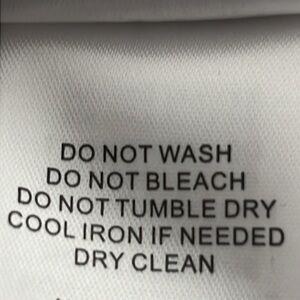 DO NOT WASH
DO NOT BLEACH
DO NOT TUMBLE DRY
COOL IRON IF NEEDED
DRY CLEAN